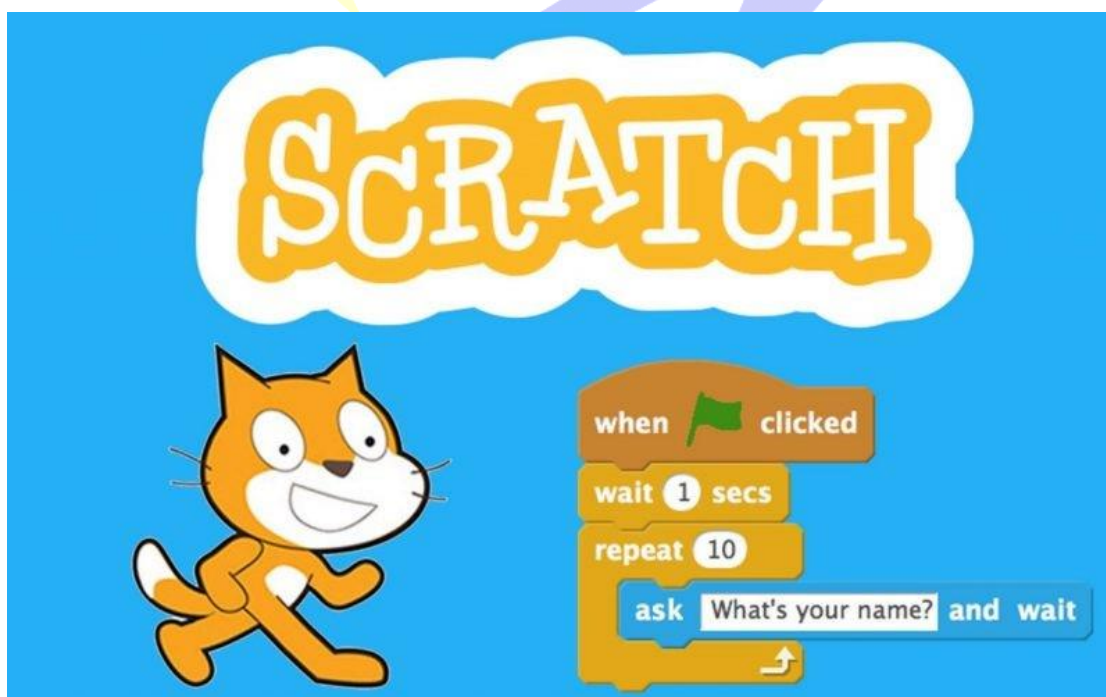 SCRATCH
when clicked
wait 1 secs
repeat 10
ask What's your name? and wait